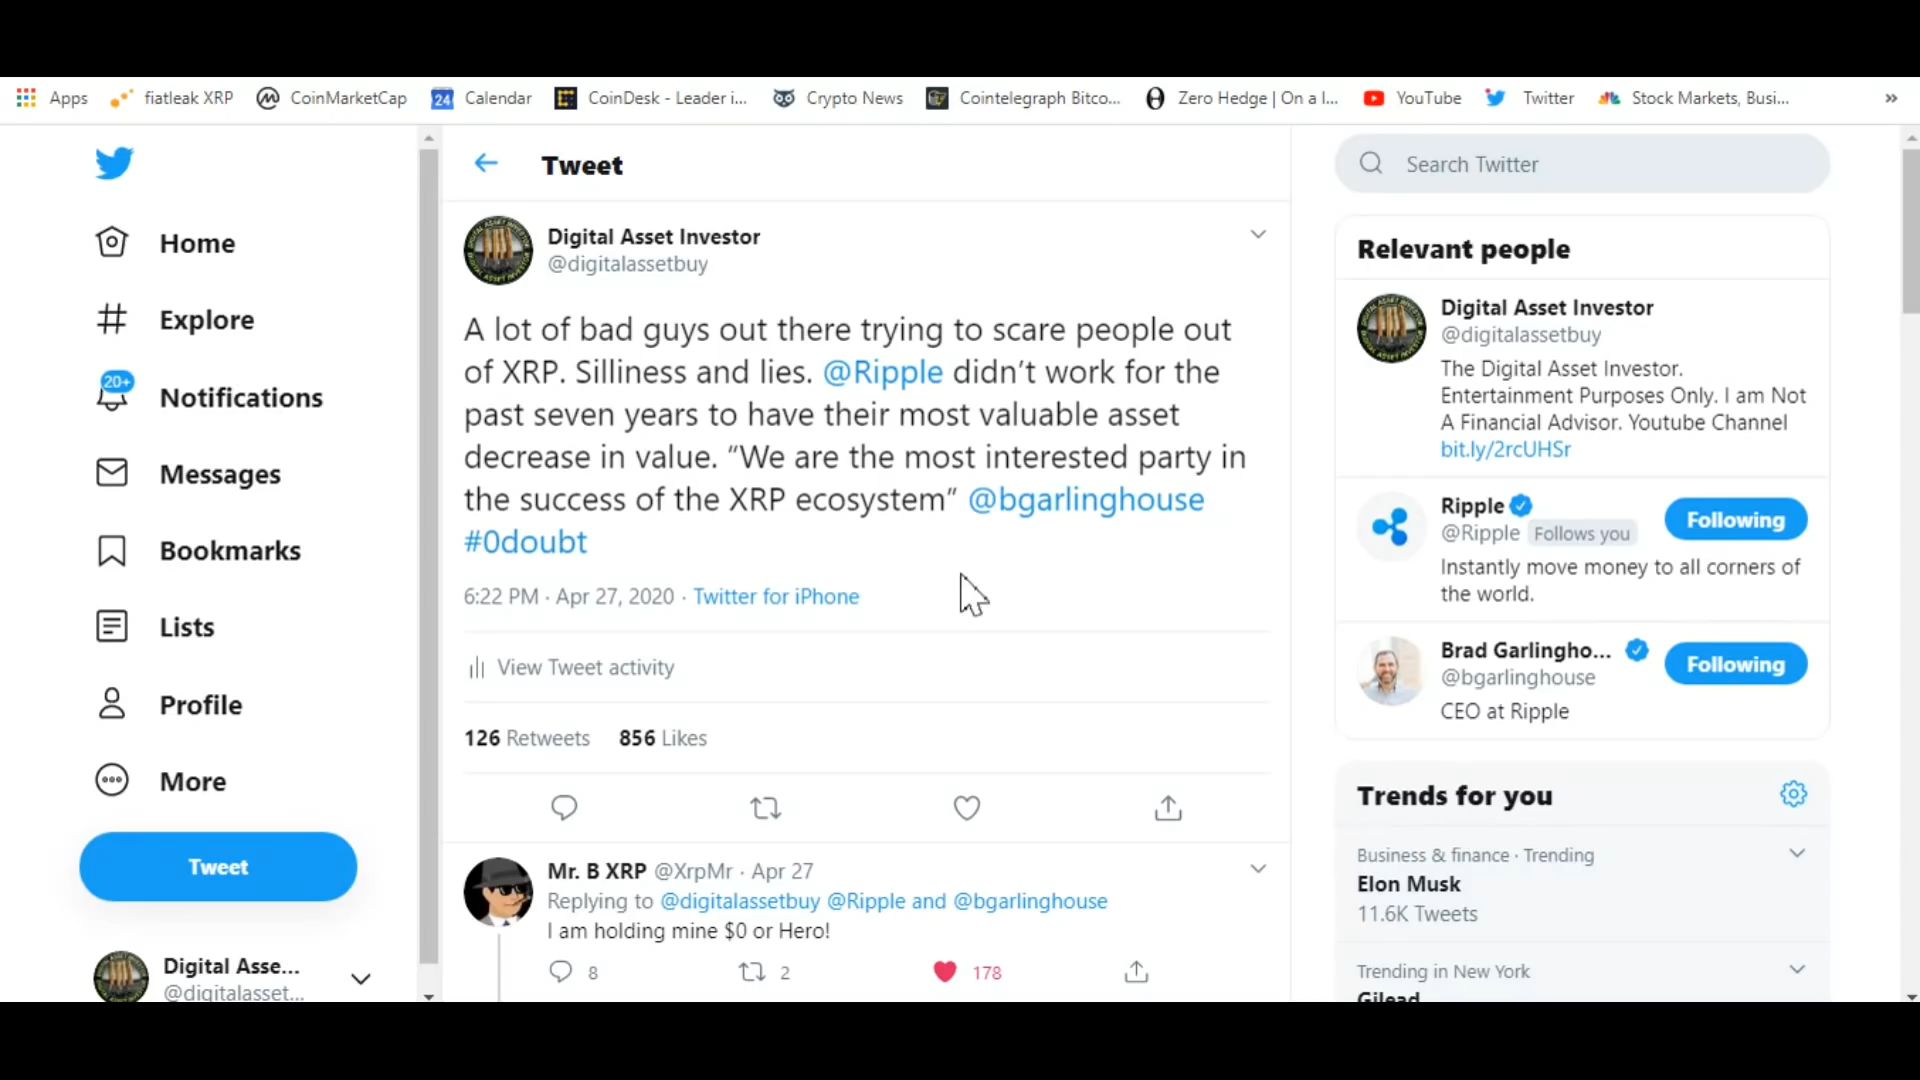 Apps fiatleak XRP CoinMarketCap 24 Calendar CoinDesk - Leader i... Crypto News Cointelegraph Bitco... Zero Hedge | On a l... YouTube Twitter Stock Markets, Busi... »
Home
Explore
20+
Notifications
Messages
Bookmarks
Lists
Profile
More
Tweet
Digital Asse...
@digitalasset...
Tweet
Digital Asset Investor
@digitalassetbuy
A lot of bad guys out there trying to scare people out
of XRP. Silliness and lies. @Ripple didn’t work for the
past seven years to have their most valuable asset
decrease in value. “We are the most interested party in
the success of the XRP ecosystem” @bgarlinghouse
#0doubt
6:22 PM · Apr 27, 2020 · Twitter for iPhone
View Tweet activity
126 Retweets 856 Likes
Mr. B XRP @XrpMr · Apr 27
Replying to @digitalassetbuy @Ripple and @bgarlinghouse
I am holding mine $0 or Hero!
8 2 178
Search Twitter
Relevant people
Digital Asset Investor
@digitalassetbuy
The Digital Asset Investor.
Entertainment Purposes Only. I am Not
A Financial Advisor. Youtube Channel
bit.ly/2rcUHSr
Ripple
@Ripple Follows you
Following
Instantly move money to all corners of
the world.
Brad Garlingho...
@bgarlinghouse
Following
CEO at Ripple
Trends for you
Business & finance · Trending
Elon Musk
11.6K Tweets
Trending in New York
Gilead